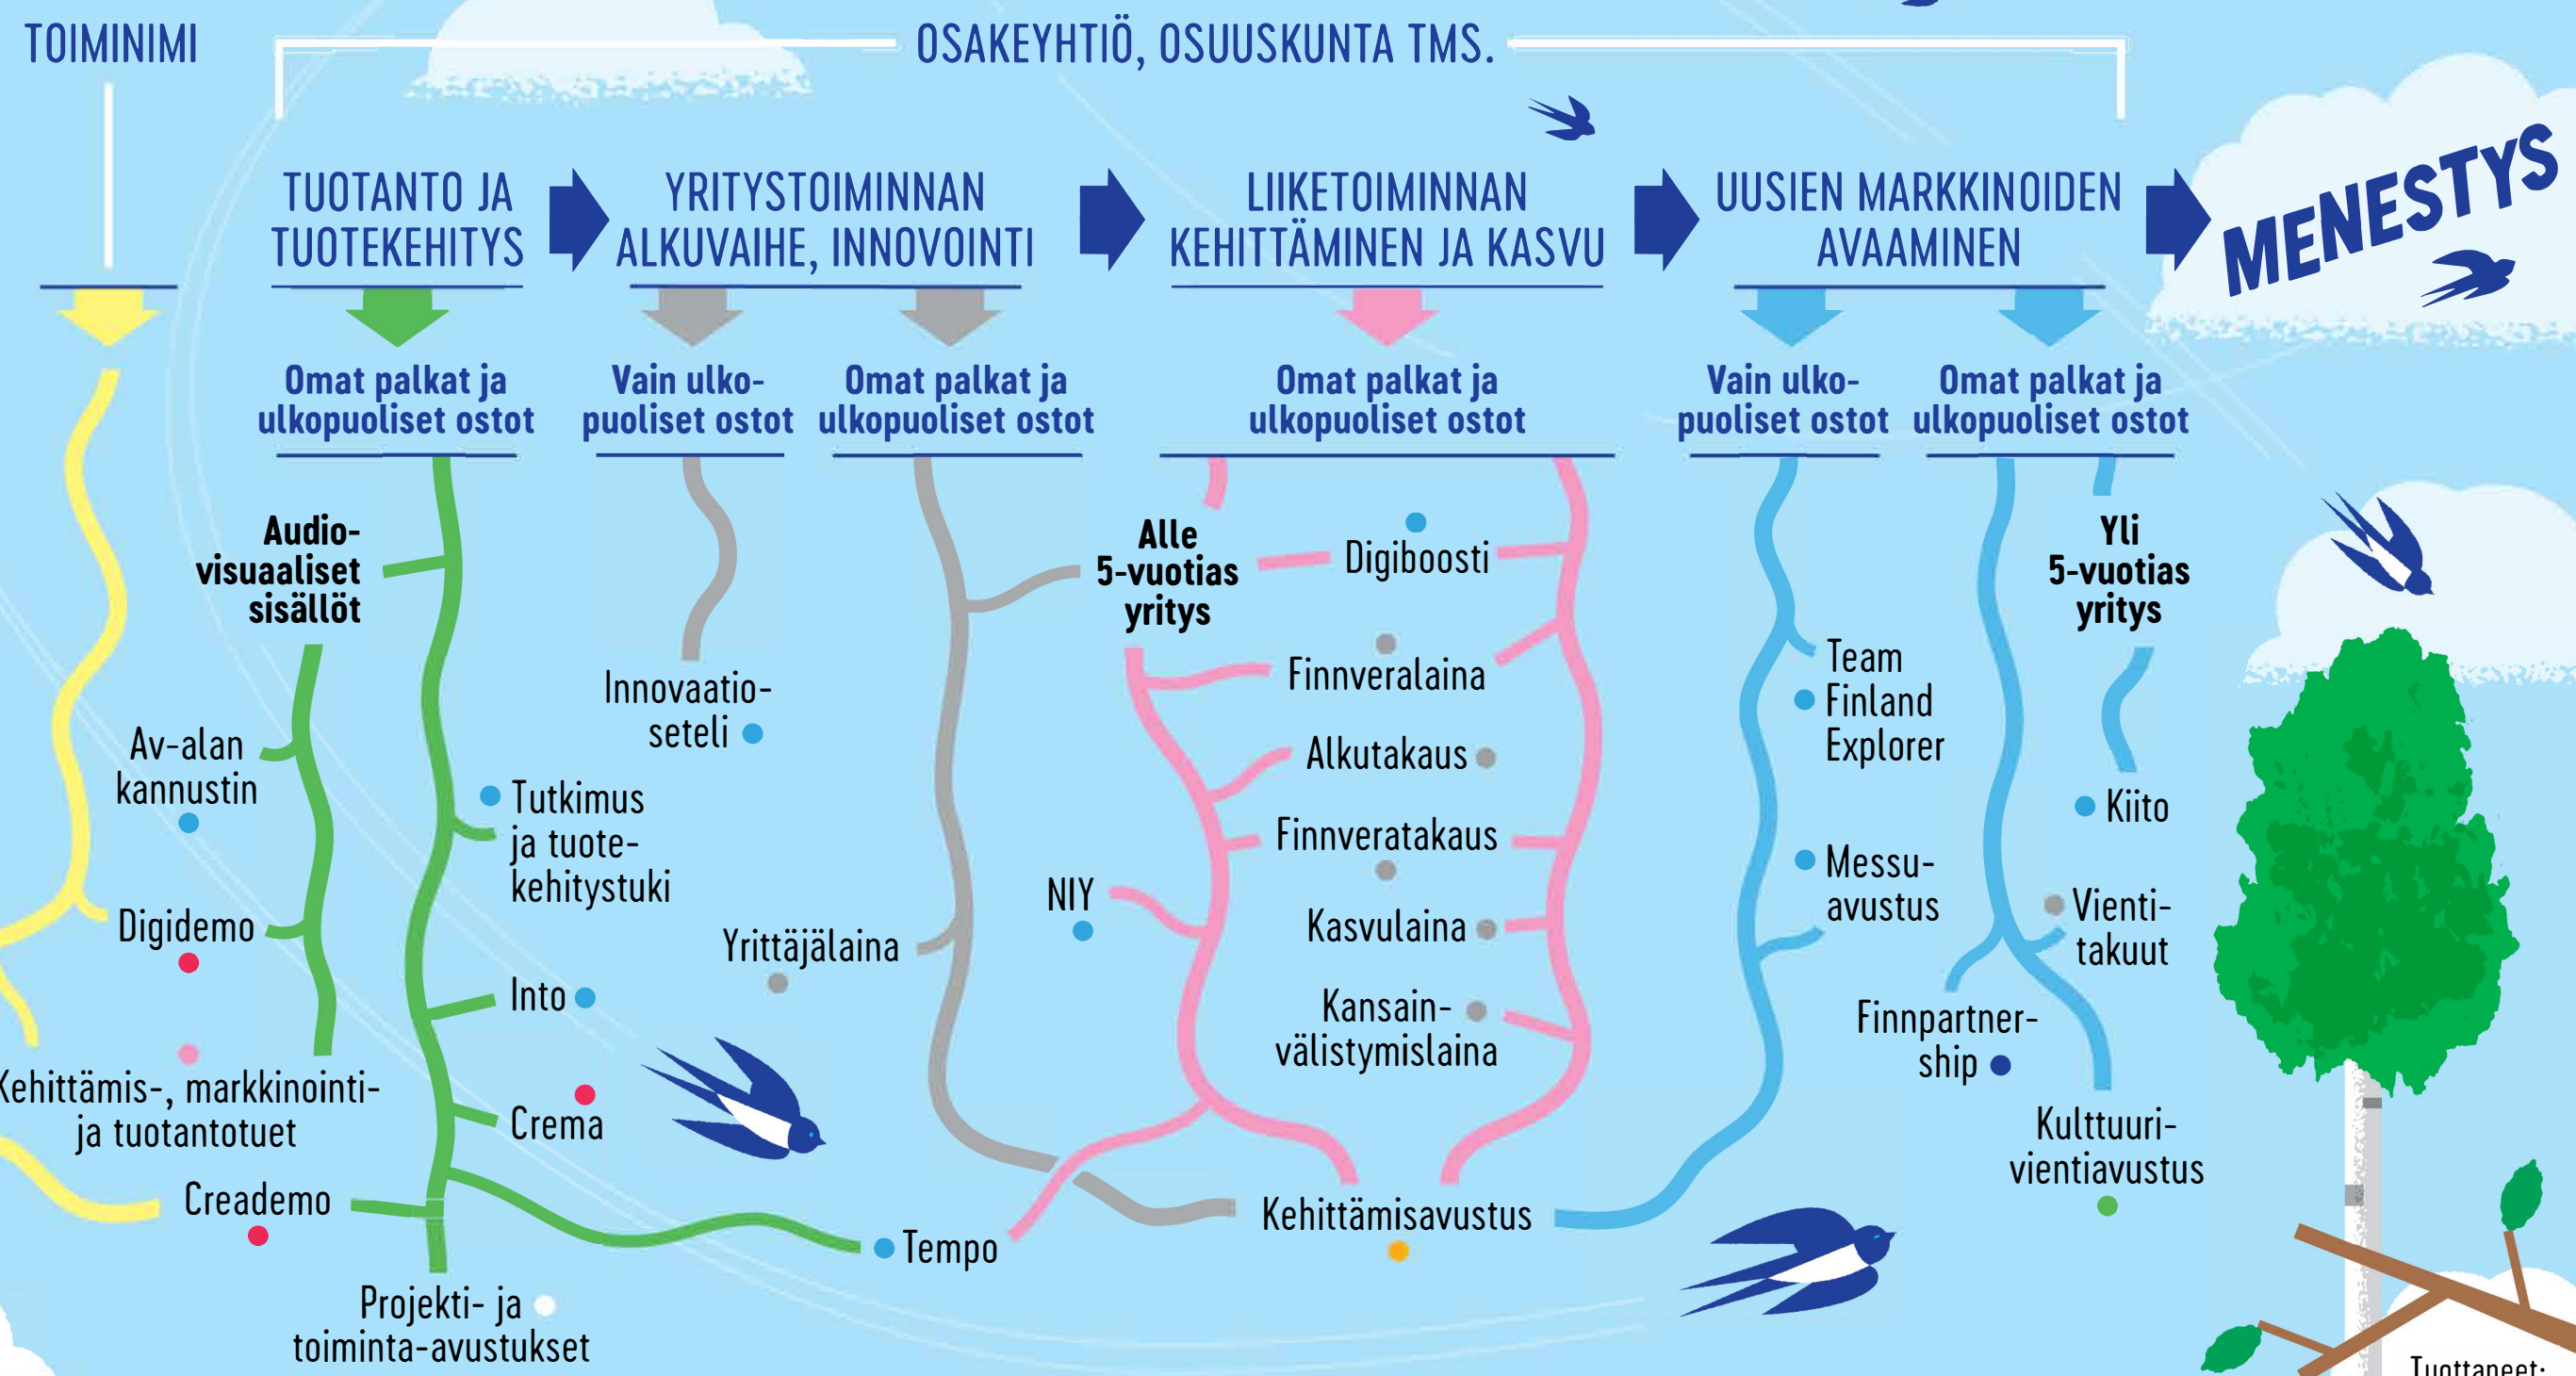 TOIMINIMI
OSAKEYHTIÖ, OSUUSKUNTA TMS.
TUOTANTO JA
TUOTEKEHITYS
YRITYSTOIMINNAN
ALKUVAIHE, INNOVOINTI
LIIKETOIMINNAN
KEHITTÄMINEN JA KASVU
UUSIEN MARKKINOIDEN
AVAAMINEN
MENESTYS
Omat palkat ja
ulkopuoliset ostot
Vain ulko-
puoliset ostot
Omat palkat ja
ulkopuoliset ostot
Omat palkat ja
ulkopuoliset ostot
Vain ulko-
puoliset ostot
Omat palkat ja
ulkopuoliset ostot
Audio-
visuaaliset
sisällöt
Av-alan
kannustin
Digidemo
Kehittämis-, markkinointi-
ja tuotantotuet
Creademo
Tutkimus
ja tuote-
kehitystuki
Into
Crema
Projekti- ja
toiminta-avustukset
Innovaatio-
seteli
Yrittäjälaina
Tempo
Alle
5-vuotias
yritys
NIY
Digiboosti
Finnveralaina
Alkutakaus
Finnveratakaus
Kasvulaina
Kansain-
välistymislaina
Kehittämisavustus
Team
Finland
Explorer
Messu-
avustus
Yli
5-vuotias
yritys
Kiito
Vienti-
takuut
Finnpartner-
ship
Kulttuuri-
vientiavustus
Tuottaneet: